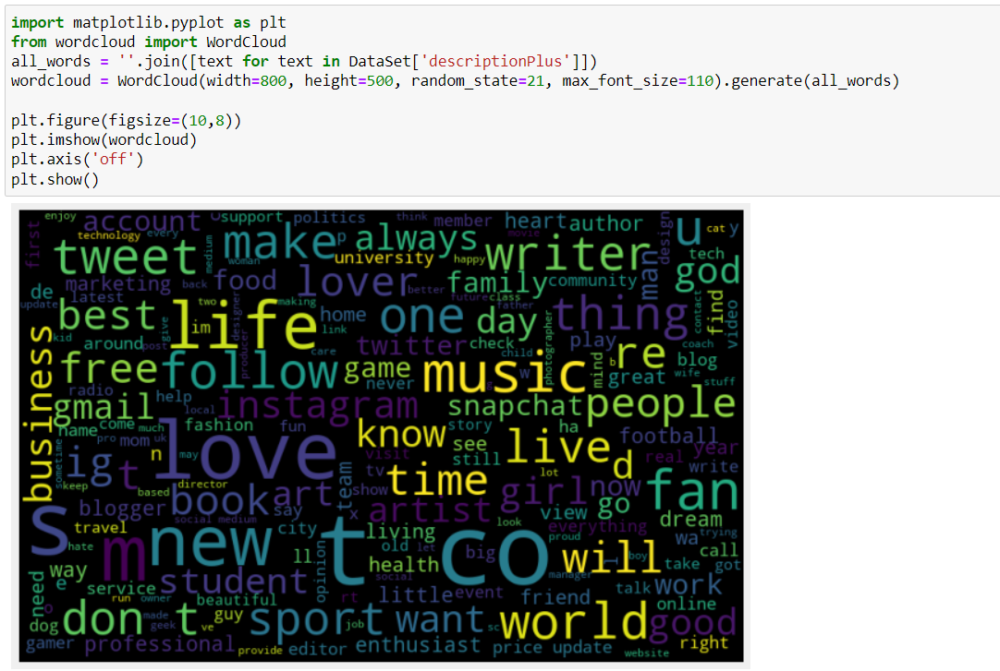 import matplotlib.pyplot as plt
from wordcloud import WordCloud
all_words = ''.join([text for text in DataSet['descriptionPlus']])
wordcloud = WordCloud(width=800, height=500, random_state=21, max_font_size=110).generate(all_words)
plt.figure(figsize=(10,8))
plt.imshow(wordcloud)
plt.axis('off')
plt.show()
enjoy account support politics think member heart author design u cat y
first technology every medium woman make p always university happy movie writer man tech god
tweet marketing back food lover better family community
de latest update two making future class father contact find video
best life designer home link one day thing
kid around post give im producer care twitter check child photographer play mind re coach blog wife stuff
free follow game never music w b great
radio help local instagram snapchat people
business gmail name come much fashion fun know see story ha football
pro mom uk love visit still live real year
sometime ig t n may tv time d lot write
keep based director book art team show x artist girl now go fan
s blogger say social medium view dream
travel city living look everything wa trying
hate m new opinion t co old let big proud will boy call
way ll health social manager l take got
need e service student little event friend talk work
o run owner beautiful rt online
dog don t made geek ve guy sport job want sc world good
gamer professional provide editor enthusiast price update website right